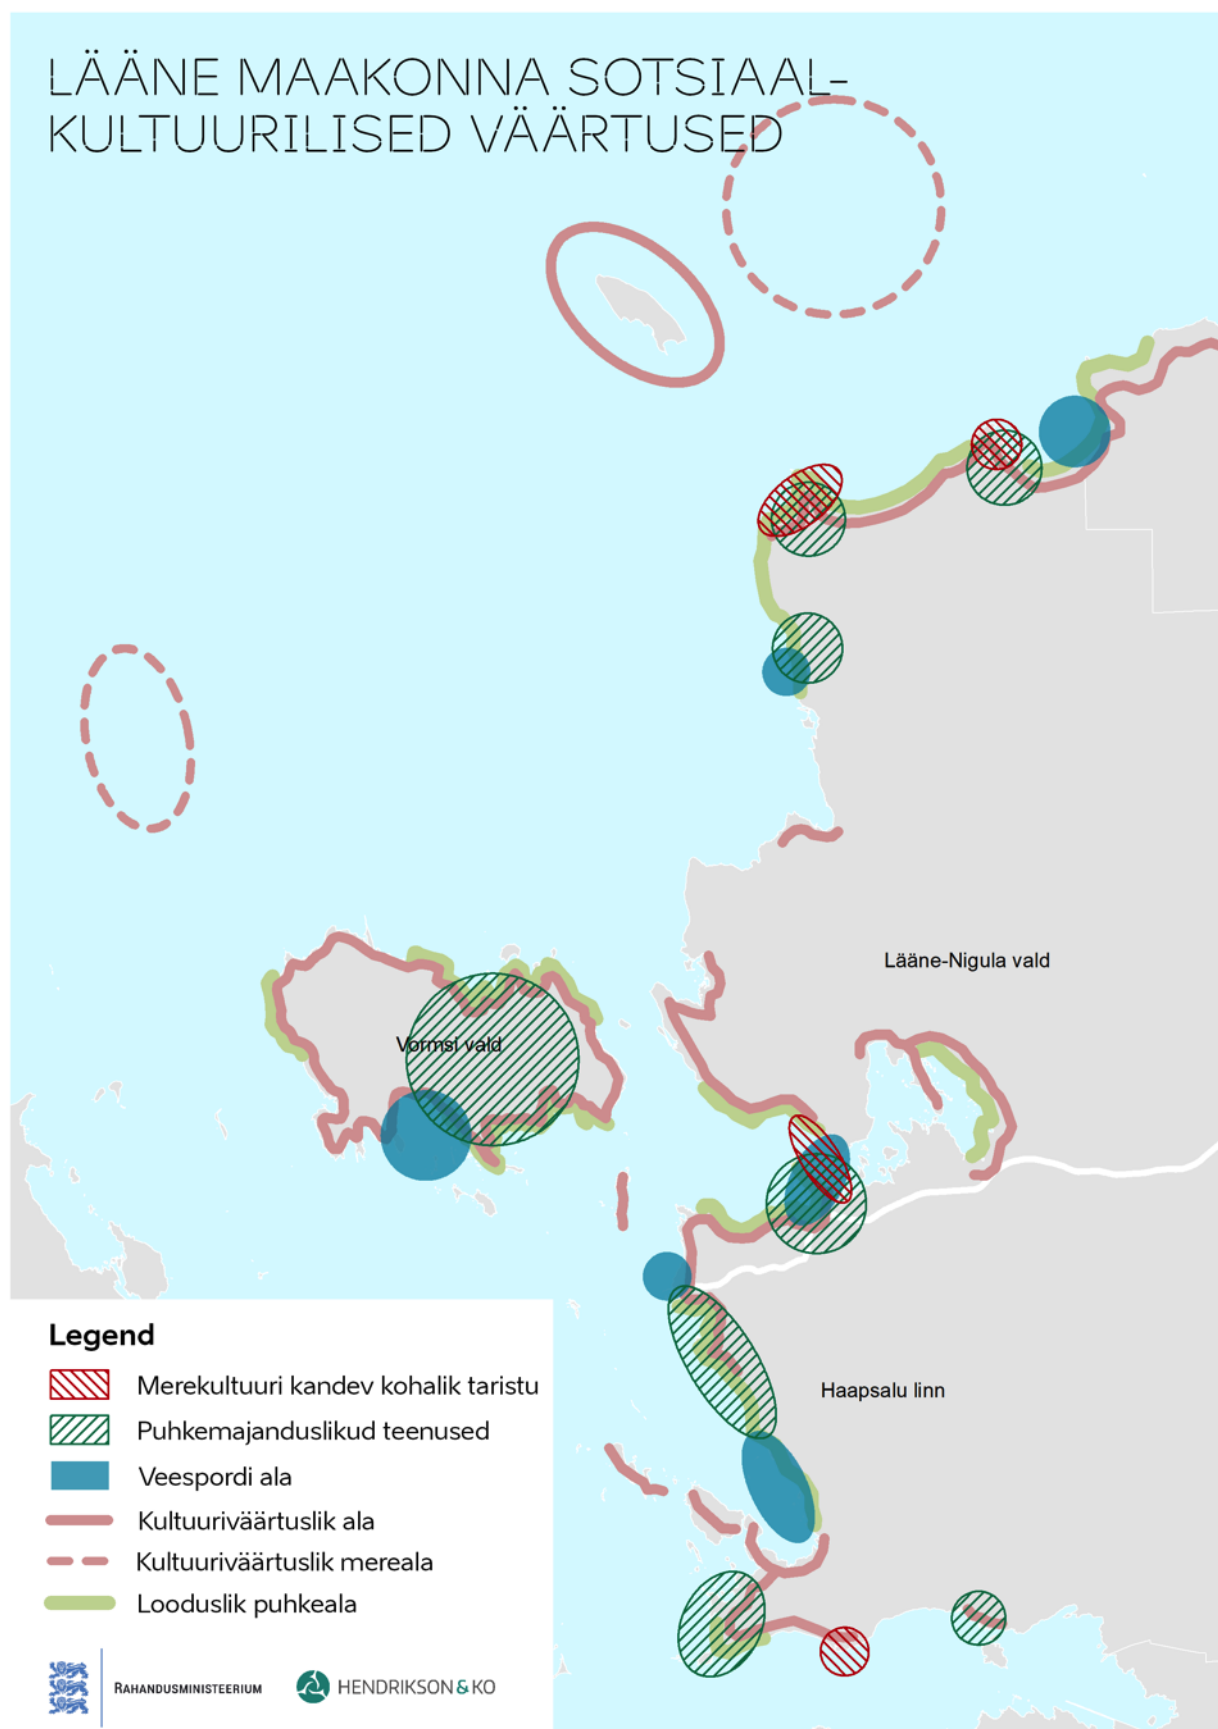 LÄÄNE MAAKONNA SOTSIAAL-
KULTUURILISED VÄÄRTUSED
Lääne-Nigula vald
Vormsi vald
Haapsalu linn
Legend
Merekultuuri kandev kohalik taristu
Puhkemajanduslikud teenused
Veespordi ala
Kultuuriväärtuslik ala
Kultuuriväärtuslik mereala
Looduslik puhkeala
RAHANDUSMINISTEERIUM
HENDRIKSON & KO